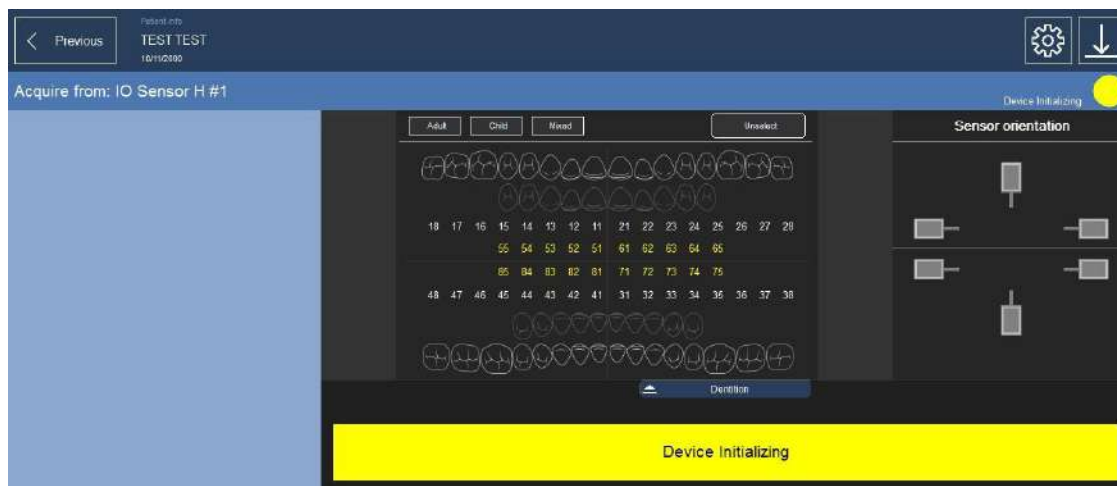 Previous
Patient info
TEST TEST
10/11/2000
Acquire from: IO Sensor H #1
Device Initializing
Adult Child Mixed Unselect
Sensor orientation
18 17 16 15 14 13 12 11 21 22 23 24 25 26 27 28
55 54 53 52 51 61 62 63 64 65
85 84 83 82 81 71 72 73 74 75
48 47 46 45 44 43 42 41 31 32 33 34 35 36 37 38
Dentition
Device Initializing